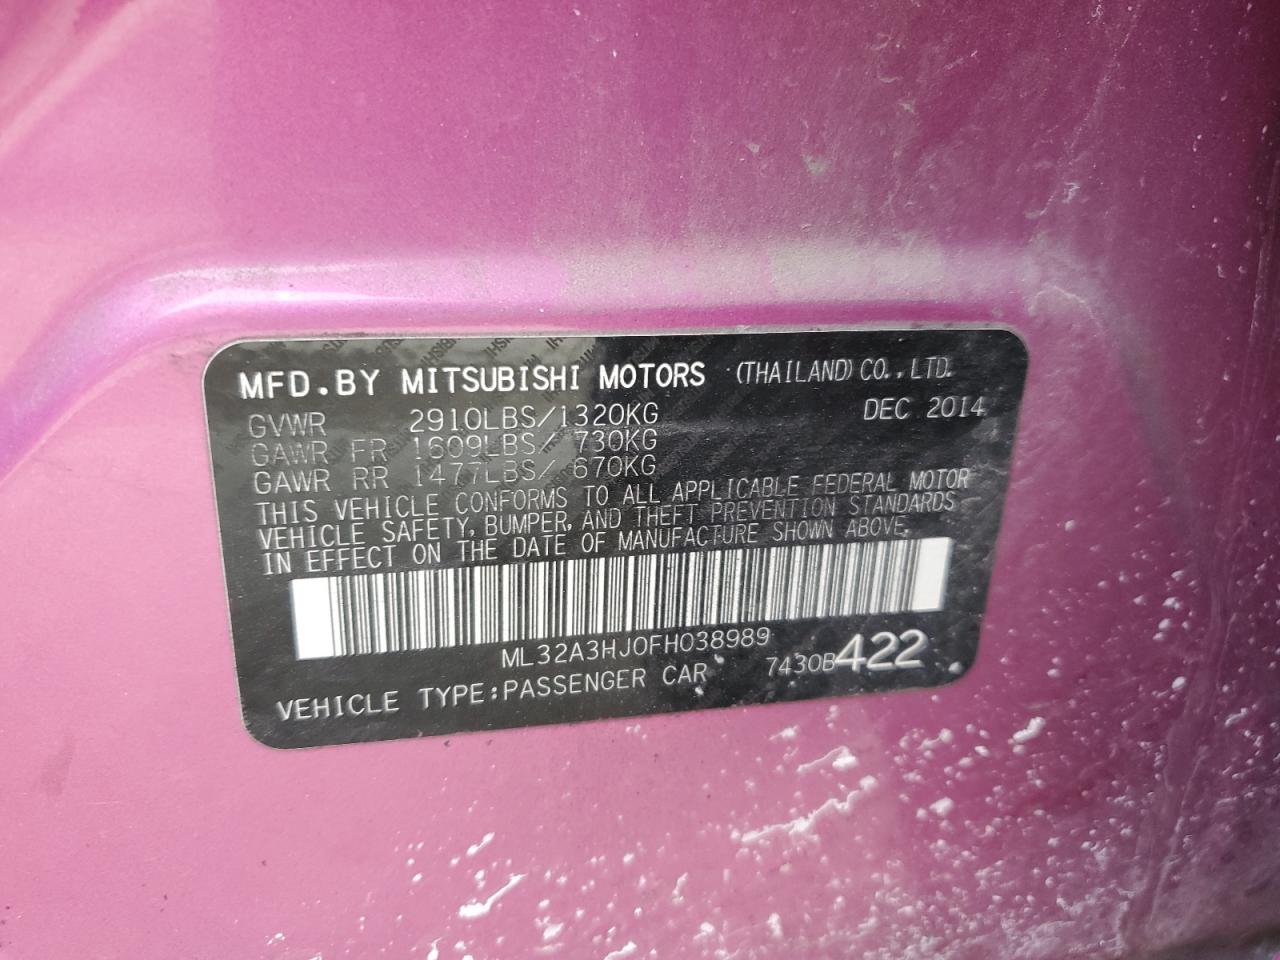 MFD.BY MITSUBISHI MOTORS (THAILAND) CO.,LTD.
GVWR 2910LBS/1320KG DEC 2014
GAWR FR 1609LBS/ 730KG
GAWR RR 1477LBS/ 670KG
THIS VEHICLE CONFORMS TO ALL APPLICABLE FEDERAL MOTOR
VEHICLE SAFETY, BUMPER, AND THEFT PREVENTION STANDARDS
IN EFFECT ON THE DATE OF MANUFACTURE SHOWN ABOVE.
ML32A3HJ0FH038989
VEHICLE TYPE:PASSENGER CAR 7430B422